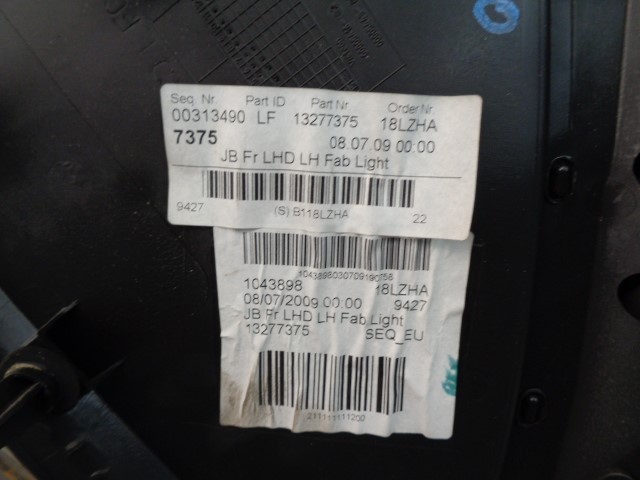 Seq Nr Part ID Part Nr Order Nr.
00313490 LF 13277375 18LZHA
7375 08.07.09 00:00
JB Fr LHD LH Fab Light
9427 (S) B118LZHA 22
1043898030709190756
1043898 18LZHA
08/07/2009 00:00 9427
JB Fr LHD LH Fab Light
13277375 SEQ_EU
211111111200